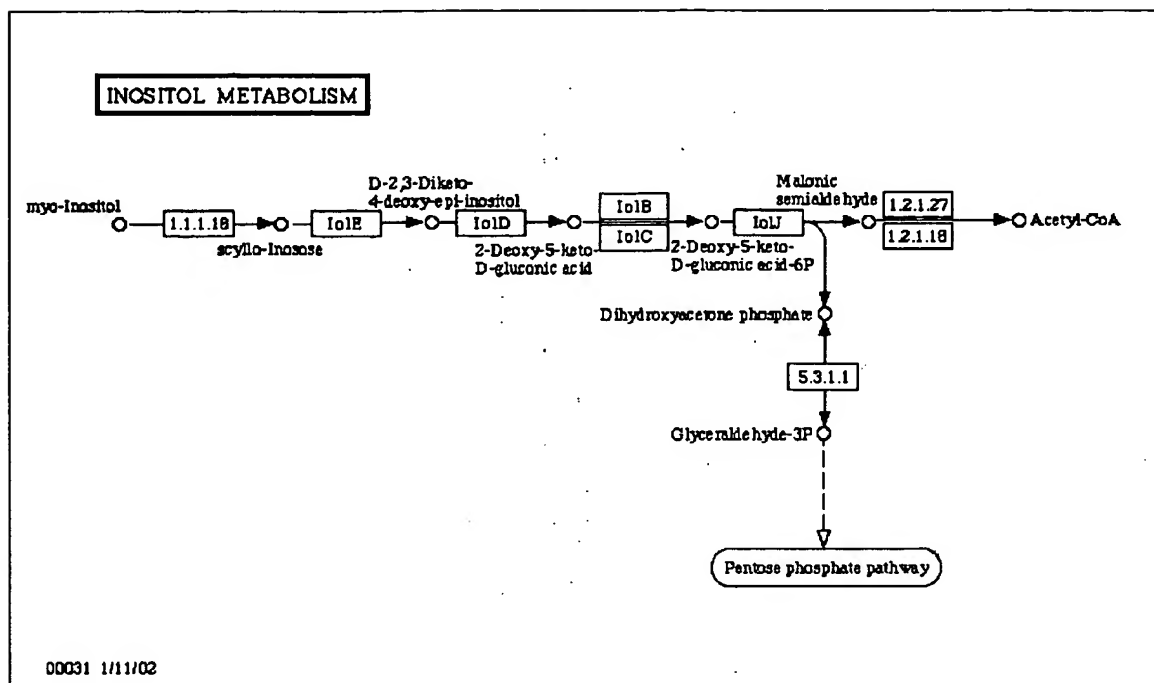 INOSITOL METABOLISM
D-2,3-Diketo-
4-deoxy-epi-inositol
Malonic
semialdehyde
myo-Inositol
1.1.1.18
IolE
IolD
IolB
IolC
IolJ
1.2.1.27
1.2.1.18
Acetyl-CoA
scyllo-Inosose
2-Deoxy-5-keto-
D-gluconic acid
2-Deoxy-5-keto-
D-gluconic acid-6P
Dihydroxyacetone phosphate
5.3.1.1
Glyceraldehyde-3P
Pentose phosphate pathway
00031 1/11/02